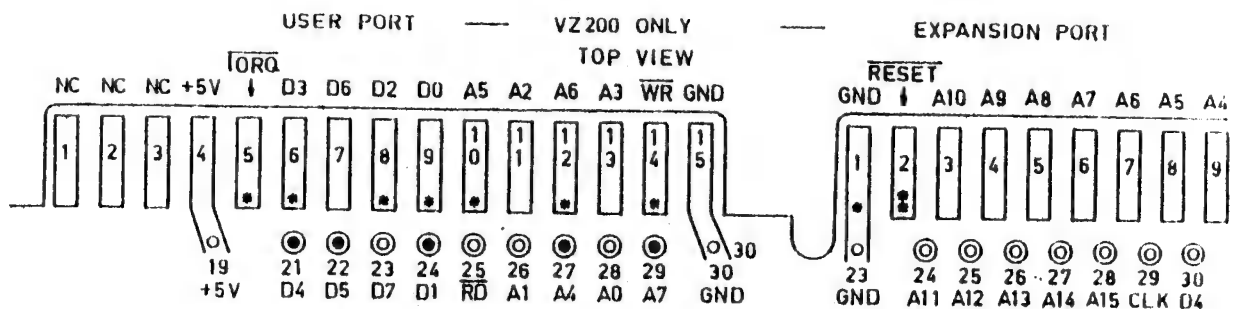 USER PORT — VZ200 ONLY — EXPANSION PORT
TOP VIEW
IORQ RESET
NC NC NC +5V D3 D6 D2 D0 A5 A2 A6 A3 WR GND GND A10 A9 A8 A7 A6 A5 A4
1 2 3 4 5 6 7 8 9 10 11 12 13 14 15 1 2 3 4 5 6 7 8 9
30
19 21 22 23 24 25 26 27 28 29 30 23 24 25 26 27 28 29 30
+5V D4 D5 D7 D1 RD A1 A4 A0 A7 GND GND A11 A12 A13 A14 A15 CLK D4